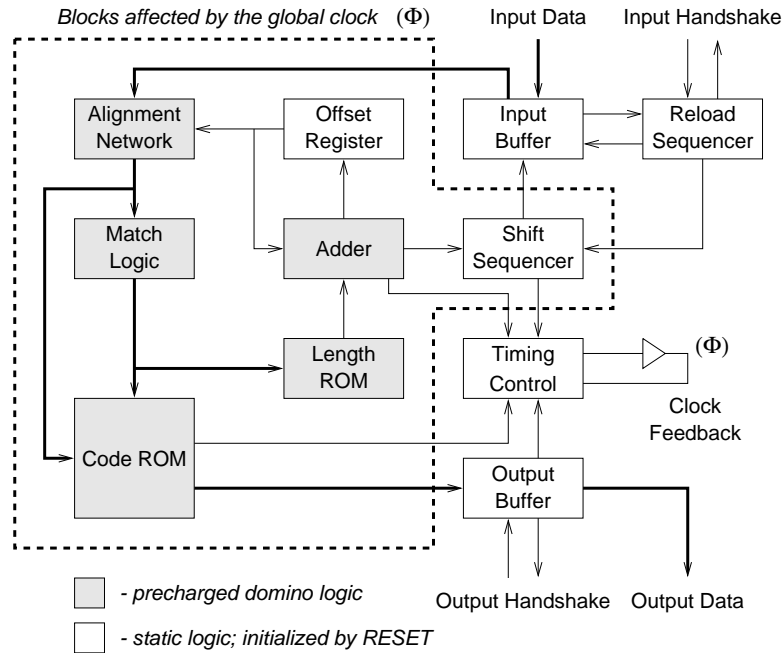 Blocks affected by the global clock (Φ)
Input Data
Input Handshake
Alignment
Network
Offset
Register
Input
Buffer
Reload
Sequencer
Match
Logic
Adder
Shift
Sequencer
Length
ROM
Timing
Control
(Φ)
Clock
Feedback
Code ROM
Output
Buffer
- precharged domino logic
Output Handshake
Output Data
- static logic; initialized by RESET